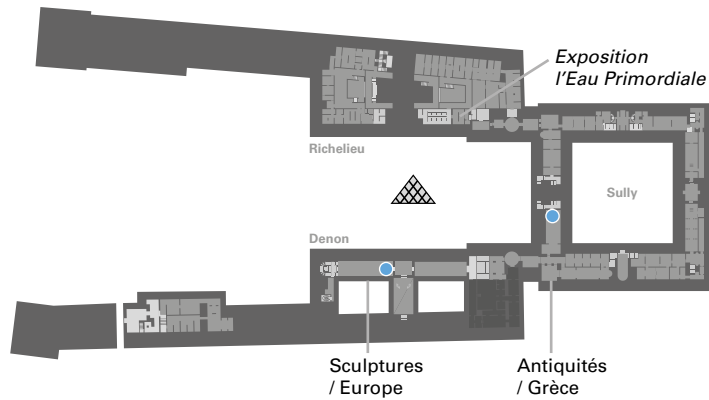 Exposition
l'Eau Primordiale
Richelieu
Sully
Denon
Sculptures
/ Europe
Antiquités
/ Grèce